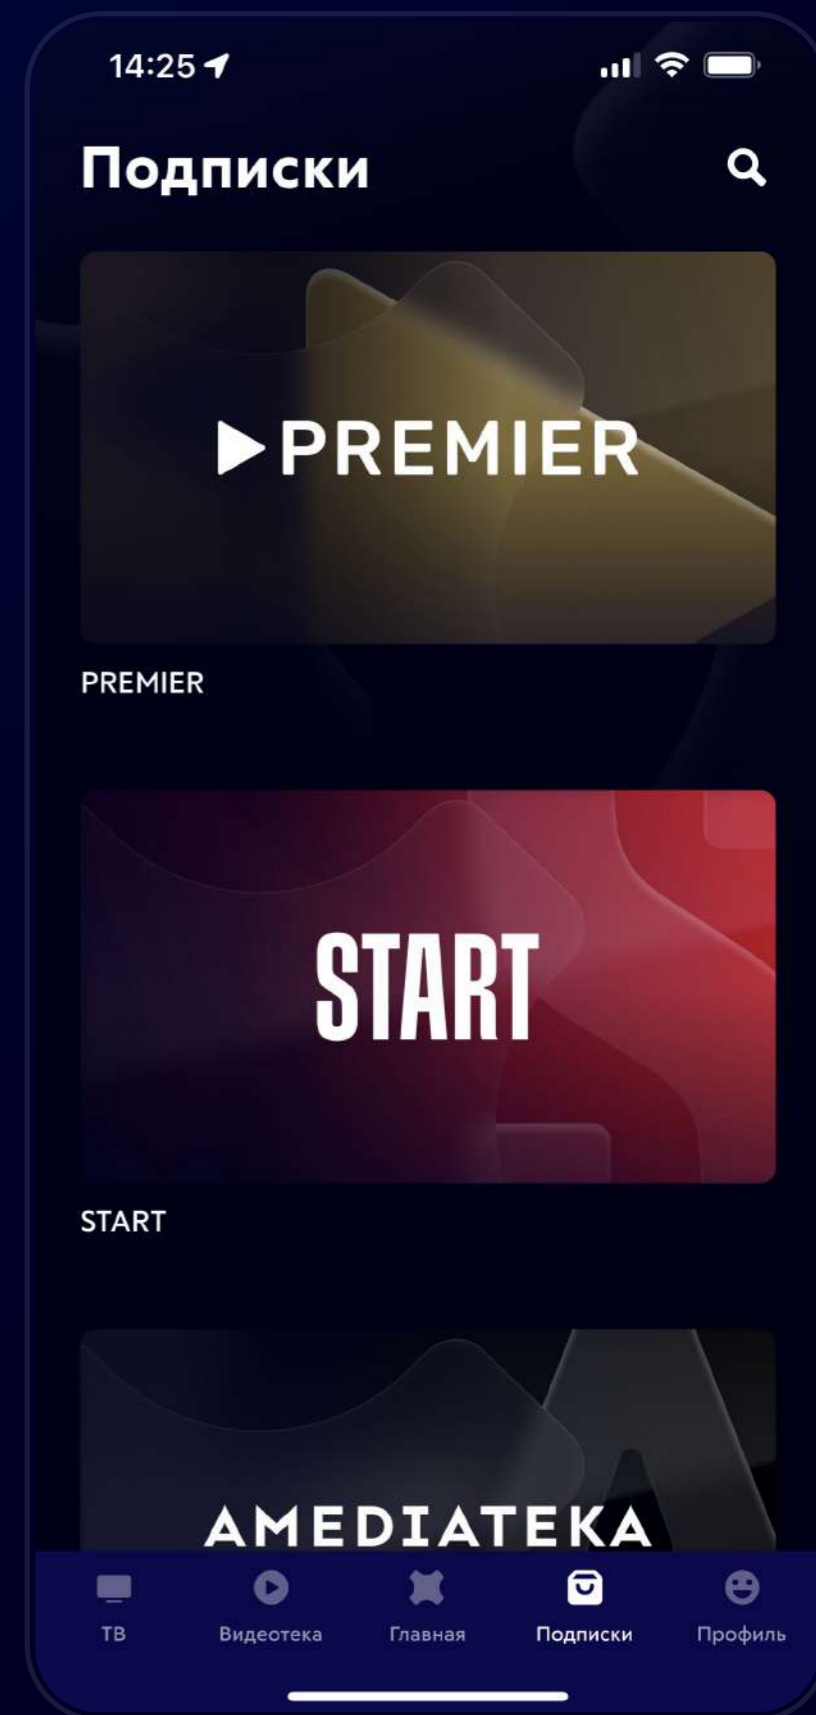 14:25
Подписки
PREMIER
PREMIER
START
START
AMEDIATEKA
ТВ
Видеотека
Главная
Подписки
Профиль